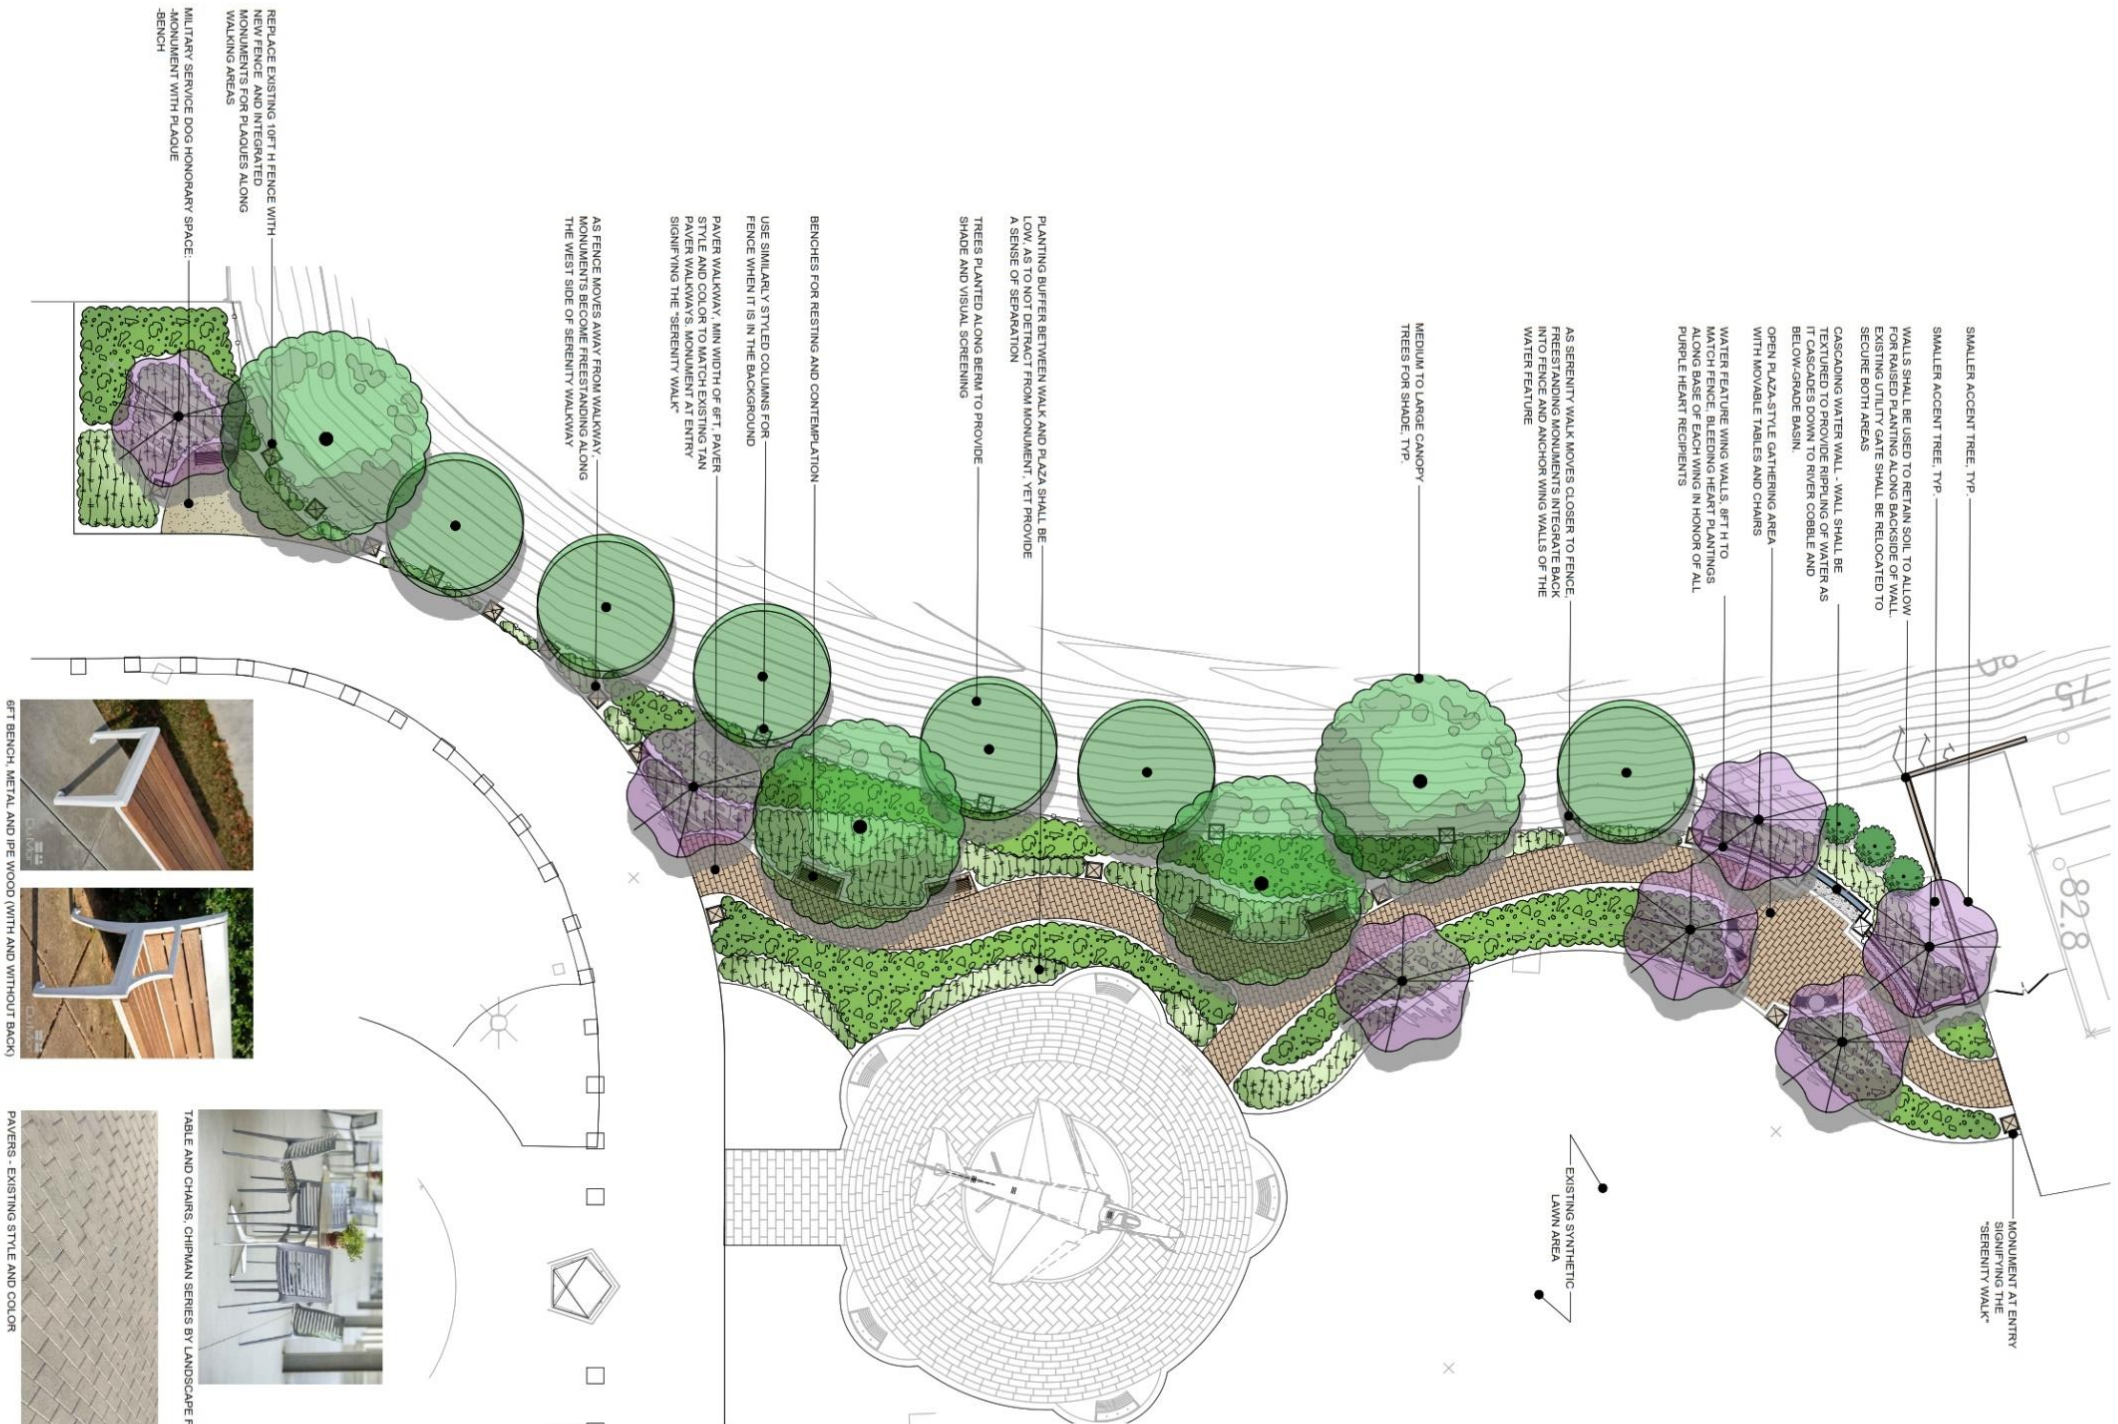 SMALLER ACCENT TREE, TYP.
SMALLER ACCENT TREE, TYP.
WALLS SHALL BE USED TO RETAIN SOIL TO ALLOW
FOR RAISED PLANTING ALONG BACKSIDE OF WALL.
EXISTING UTILITY GATE SHALL BE RELOCATED TO
SECURE BOTH AREAS
CASCADING WATER WALL - WALL SHALL BE
TEXTURED TO PROVIDE RIPPLING OF WATER AS
IT CASCADES DOWN TO RIVER COBBLE AND
BELOW-GRADE BASIN.
OPEN PLAZA-STYLE GATHERING AREA
WITH MOVABLE TABLES AND CHAIRS
WATER FEATURE WING WALLS, 8FT H TO
MATCH FENCE, BLEEDING HEART PLANTINGS
ALONG BASE OF EACH WING IN HONOR OF ALL
PURPLE HEART RECIPIENTS
AS SERENITY WALK MOVES CLOSER TO FENCE,
FREESTANDING MONUMENTS INTEGRATE BACK
INTO FENCE AND ANCHOR WING WALLS OF THE
WATER FEATURE
MEDIUM TO LARGE CANOPY
TREES FOR SHADE, TYP.
PLANTING BUFFER BETWEEN WALK AND PLAZA SHALL BE
LOW, AS TO NOT DETRACT FROM MONUMENT, YET PROVIDE
A SENSE OF SEPARATION
TREES PLANTED ALONG BERM TO PROVIDE
SHADE AND VISUAL SCREENING
BENCHES FOR RESTING AND CONTEMPLATION
USE SIMILARLY STYLED COLUMNS FOR
FENCE WHEN IT IS IN THE BACKGROUND
PAVER WALKWAY, MIN WIDTH OF 6FT, PAVER
STYLE AND COLOR TO MATCH EXISTING TAN
PAVER WALKWAYS. MONUMENT AT ENTRY
SIGNIFYING THE "SERENITY WALK"
AS FENCE MOVES AWAY FROM WALKWAY,
MONUMENTS BECOME FREESTANDING ALONG
THE WEST SIDE OF SERENITY WALKWAY
REPLACE EXISTING 10FT H FENCE WITH
NEW FENCE AND INTEGRATED
MONUMENTS FOR PLAQUES ALONG
WALKING AREAS
MILITARY SERVICE DOG HONORARY SPACE:
-MONUMENT WITH PLAQUE
-BENCH
75
82.8
MONUMENT AT ENTRY
SIGNIFYING THE
"SERENITY WALK"
EXISTING SYNTHETIC
LAWN AREA
6FT BENCH, METAL AND IPE WOOD (WITH AND WITHOUT BACK)
TABLE AND CHAIRS, CHIPMAN SERIES BY LANDSCAPE F
PAVERS - EXISTING STYLE AND COLOR